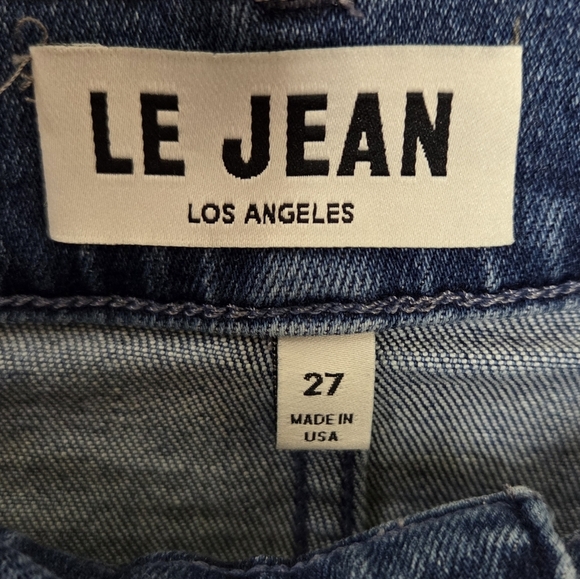 LE JEAN
LOS ANGELES
27
MADE IN
USA